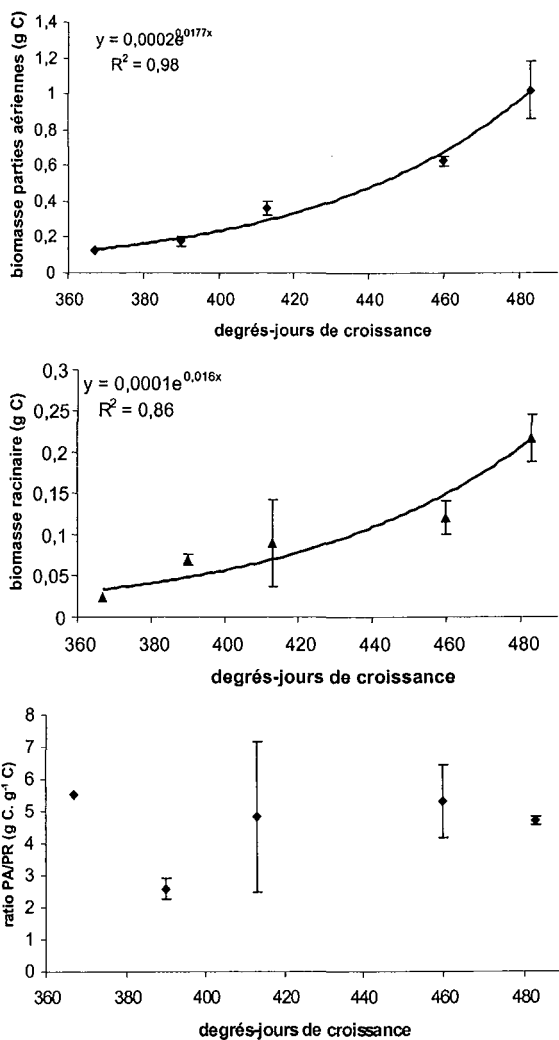 y = 0,0002e^0,0177x
R² = 0,98
biomasse parties aériennes (g C)
1,4
1,2
1
0,8
0,6
0,4
0,2
0
360 380 400 420 440 460 480
degrés-jours de croissance
y = 0,0001e^0,016x
R² = 0,86
biomasse racinaire (g C)
0,3
0,25
0,2
0,15
0,1
0,05
0
360 380 400 420 440 460 480
degrés-jours de croissance
ratio PA/PR (g C. g⁻¹ C)
8
7
6
5
4
3
2
1
0
360 380 400 420 440 460 480
degrés-jours de croissance